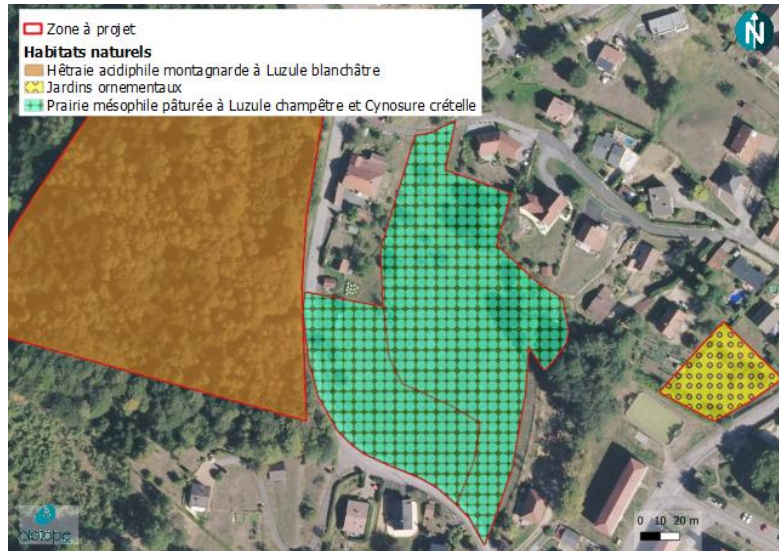 Zone à projet
Habitats naturels
Hêtraie acidiphile montagnarde à Luzule blanchâtre
Jardins ornementaux
Prairie mésophile pâturée à Luzule champêtre et Cynosure crételle
N
0 10 20 m
biotope